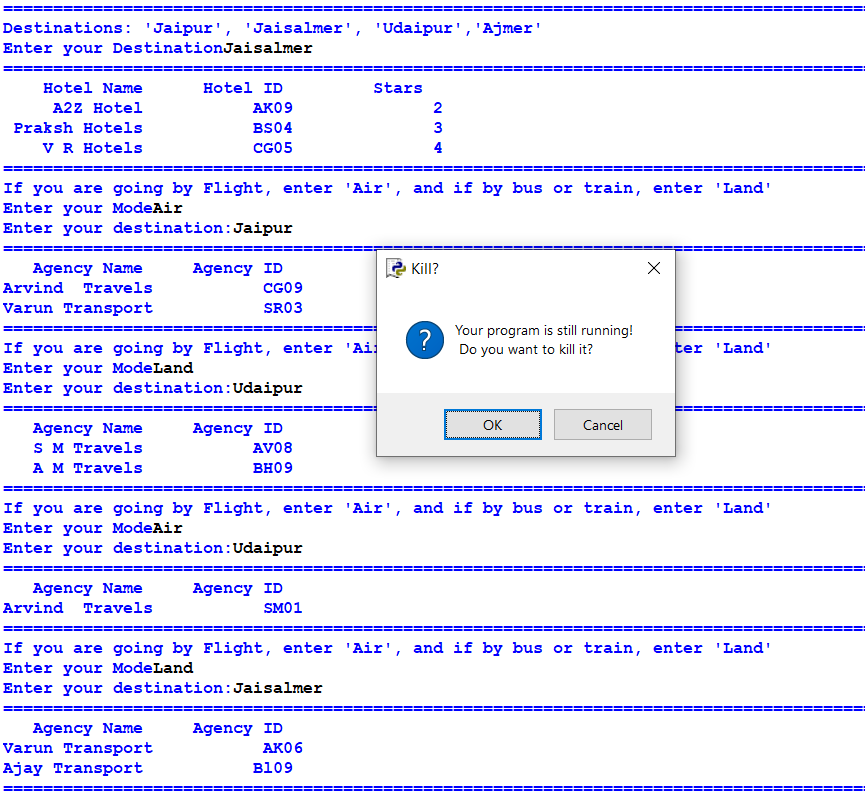 ================================================================================
Destinations: 'Jaipur', 'Jaisalmer', 'Udaipur','Ajmer'
Enter your DestinationJaisalmer
================================================================================
Hotel Name Hotel ID Stars
A2Z Hotel AK09 2
Praksh Hotels BS04 3
V R Hotels CG05 4
================================================================================
If you are going by Flight, enter 'Air', and if by bus or train, enter 'Land'
Enter your ModeAir
Enter your destination:Jaipur
================================================================================
Agency Name Agency ID
Arvind  Travels CG09
Varun Transport SR03
================================================================================
If you are going by Flight, enter 'Ai ter 'Land'
Enter your ModeLand
Enter your destination:Udaipur
================================================================================
Agency Name Agency ID
S M Travels AV08
A M Travels BH09
================================================================================
If you are going by Flight, enter 'Air', and if by bus or train, enter 'Land'
Enter your ModeAir
Enter your destination:Udaipur
================================================================================
Agency Name Agency ID
Arvind  Travels SM01
================================================================================
If you are going by Flight, enter 'Air', and if by bus or train, enter 'Land'
Enter your ModeLand
Enter your destination:Jaisalmer
================================================================================
Agency Name Agency ID
Varun Transport AK06
Ajay Transport Bl09
================================================================================
Kill?
Your program is still running!
Do you want to kill it?
OK Cancel